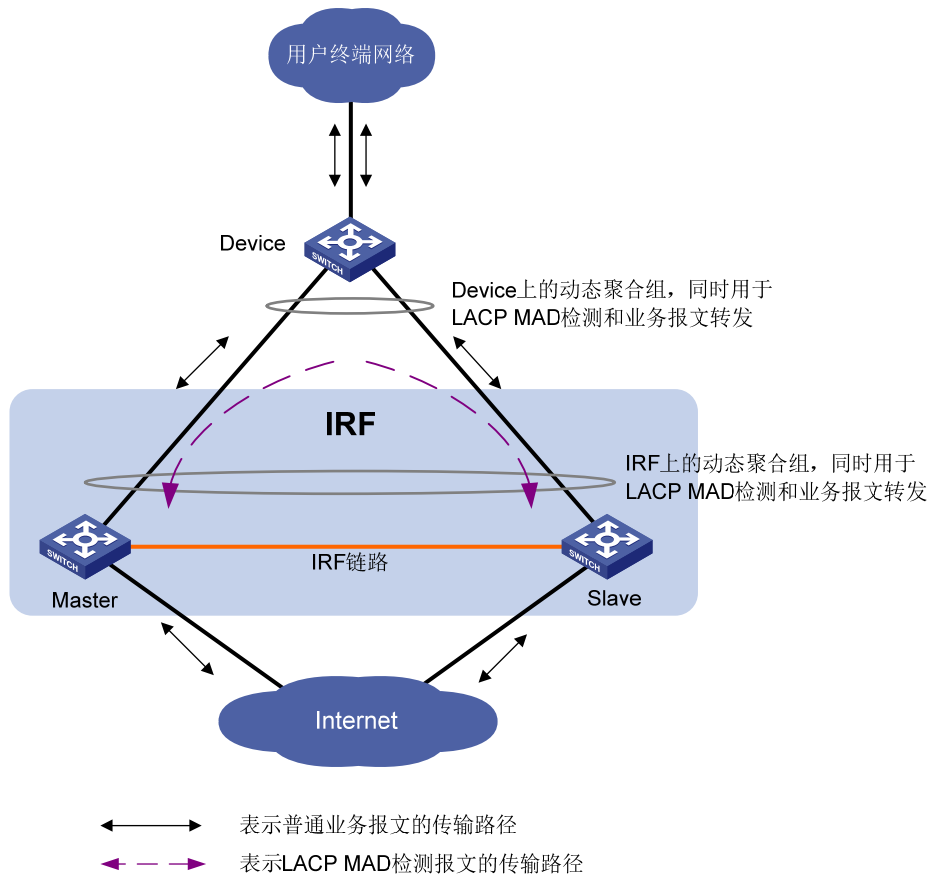 用户终端网络
Device
SWITCH
Device上的动态聚合组，同时用于
LACP MAD检测和业务报文转发
IRF
IRF上的动态聚合组，同时用于
LACP MAD检测和业务报文转发
SWITCH
SWITCH
IRF链路
Master
Slave
Internet
表示普通业务报文的传输路径
表示LACP MAD检测报文的传输路径